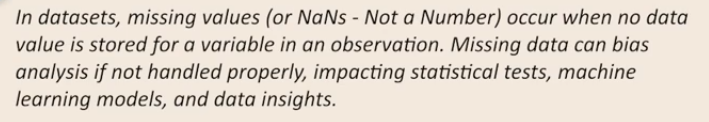 In datasets, missing values (or NaNs - Not a Number) occur when no data
value is stored for a variable in an observation. Missing data can bias
analysis if not handled properly, impacting statistical tests, machine
learning models, and data insights.